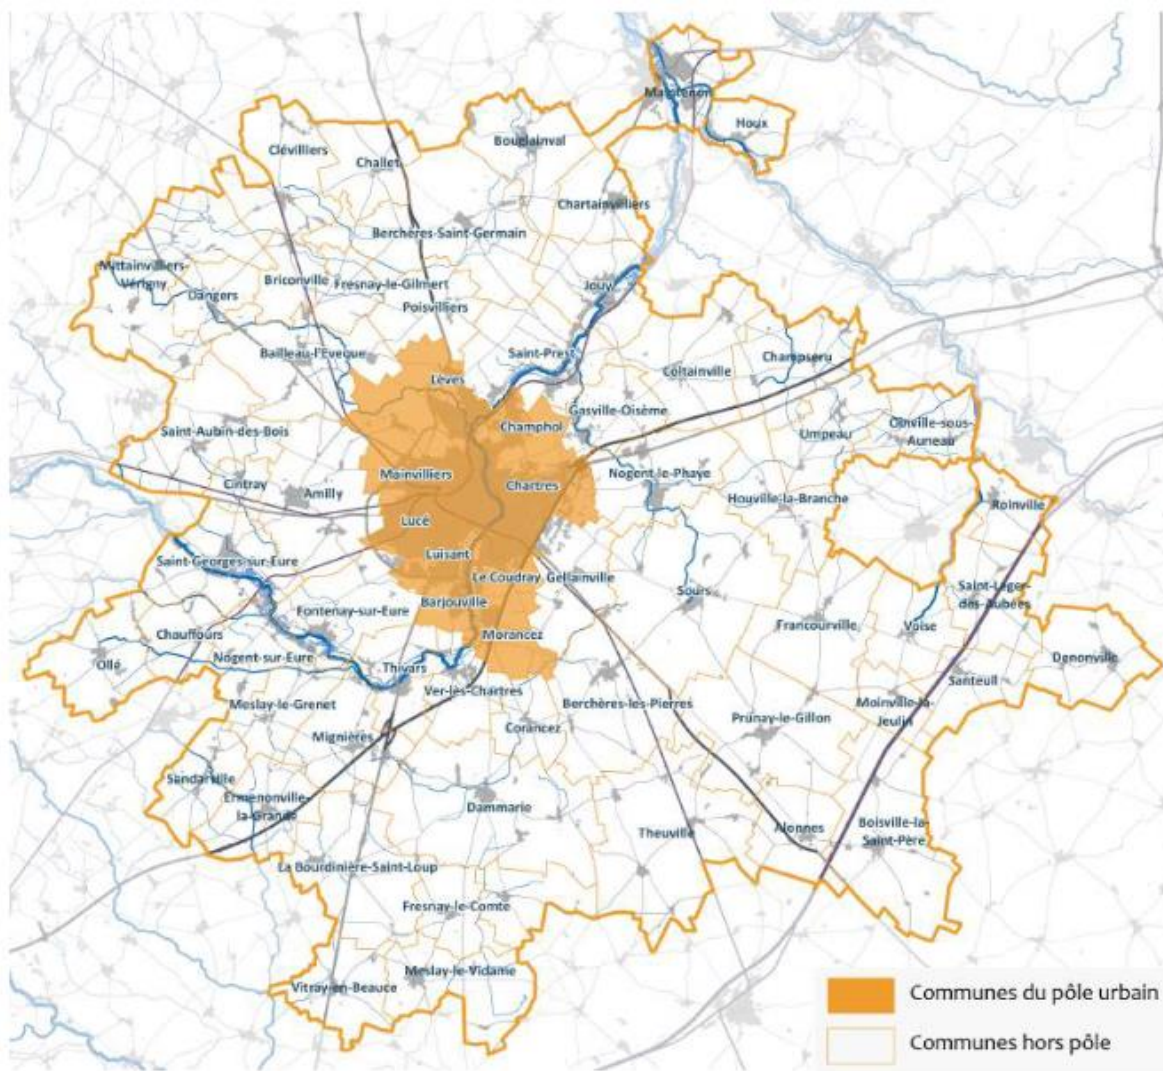 Maintenon
Houx
Bouglainval
Clévilliers
Challet
Chartainvilliers
Berchères-Saint-Germain
Mittainvilliers-
Vérigny
Briconville
Fresnay-le-Gilmert
Jouy
Dangers
Poisvilliers
Bailleau-l'Eveque
Saint-Prest
Champseru
Coltainville
Lèves
Gasville-Oisème
Saint-Aubin-des-Bois
Champhol
Umpeau
Oinville-sous-
Auneau
Mainvilliers
Nogent-le-Phaye
Cintray
Amilly
Chartres
Houville-la-Branche
Roinville
Lucé
Luisant
Saint-Georges-sur-Eure
Le Coudray
Gellainville
Sours
Saint-Léger-
des-Aubées
Fontenay-sur-Eure
Barjouville
Francourville
Voise
Chauffours
Morancez
Ollé
Nogent-sur-Eure
Thivars
Denonville
Ver-lès-Chartres
Santeuil
Meslay-le-Grenet
Berchères-les-Pierres
Moinville-la-
Jeulin
Mignières
Corancez
Prunay-le-Gillon
Sandarville
Ermenonville-
la-Grande
Dammarie
Theuville
Allonnes
Boisville-la-
Saint-Père
La Bourdinière-Saint-Loup
Fresnay-le-Comte
Meslay-le-Vidame
Vitray-en-Beauce
Communes du pôle urbain
Communes hors pôle